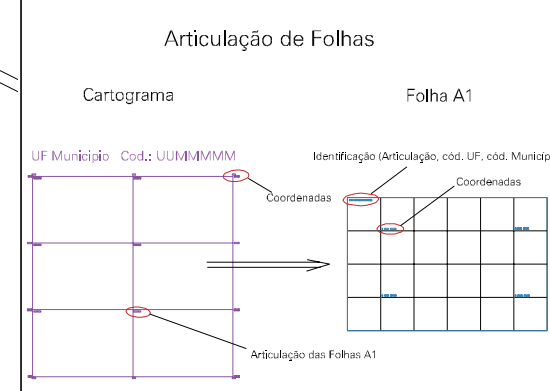 Articulação de Folhas
Cartograma
Folha A1
UF Municipio Cod.: UUMMMMM
Identificação (Articulação, cód. UF, cód. Municíp
Coordenadas
Coordenadas
Articulação das Folhas A1